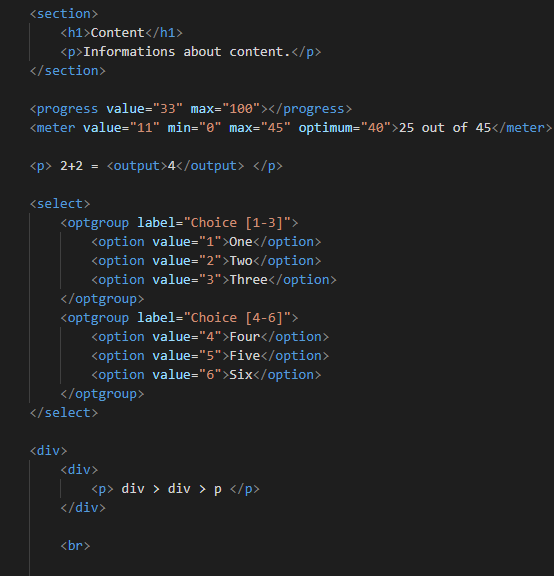 <section>
<h1>Content</h1>
<p>Informations about content.</p>
</section>
<progress value="33" max="100"></progress>
<meter value="11" min="0" max="45" optimum="40">25 out of 45</meter>
<p> 2+2 = <output>4</output> </p>
<select>
<optgroup label="Choice [1-3]">
<option value="1">One</option>
<option value="2">Two</option>
<option value="3">Three</option>
</optgroup>
<optgroup label="Choice [4-6]">
<option value="4">Four</option>
<option value="5">Five</option>
<option value="6">Six</option>
</optgroup>
</select>
<div>
<div>
<p> div > div > p </p>
</div>
<br>